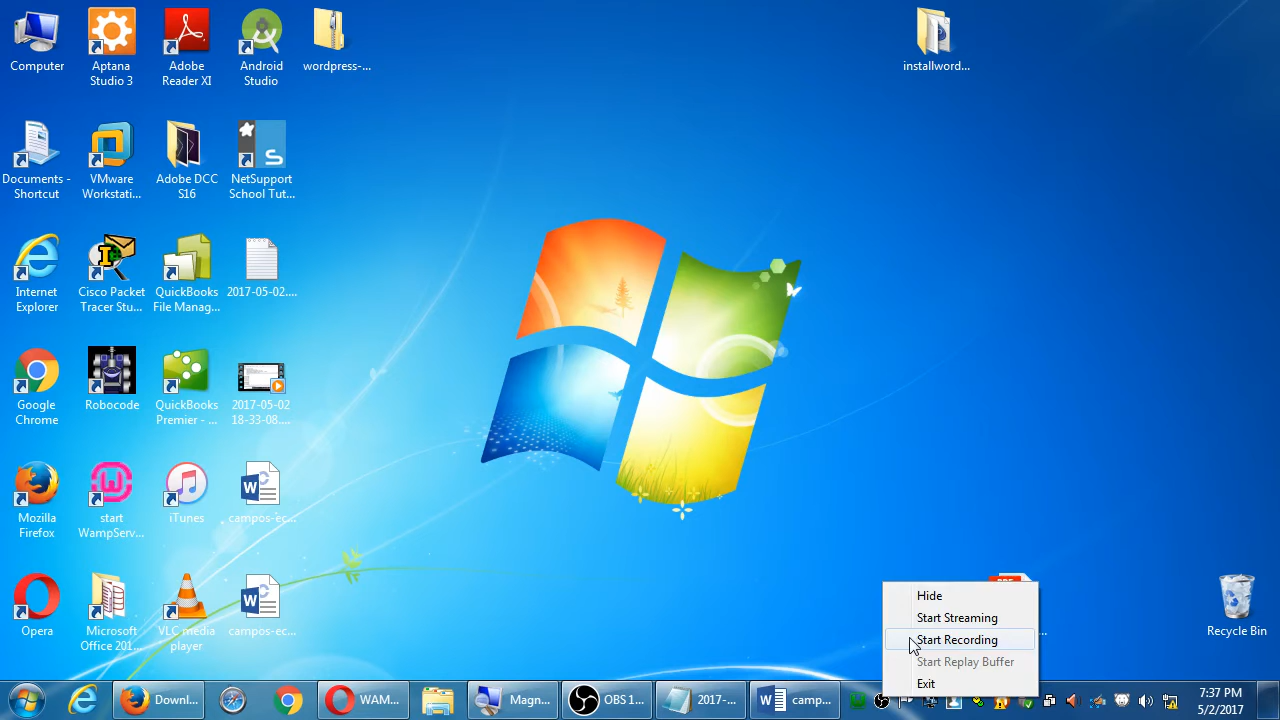 Computer
Aptana
Studio 3
Adobe
Reader XI
Android
Studio
wordpress-...
installword...
Documents -
Shortcut
VMware
Workstati...
Adobe DCC
S16
NetSupport
School Tut...
Internet
Explorer
Cisco Packet
Tracer Stu...
QuickBooks
File Manag...
2017-05-02....
Google
Chrome
Robocode
QuickBooks
Premier - ...
2017-05-02
18-33-08....
Mozilla
Firefox
start
WampServ...
iTunes
campos-ec...
Opera
Microsoft
Office 201...
VLC media
player
campos-ec...
Recycle Bin
Hide
Start Streaming
Start Recording
Start Replay Buffer
Exit
Downl...
WAM...
Magn...
OBS 1...
2017-...
camp...
7:37 PM
5/2/2017